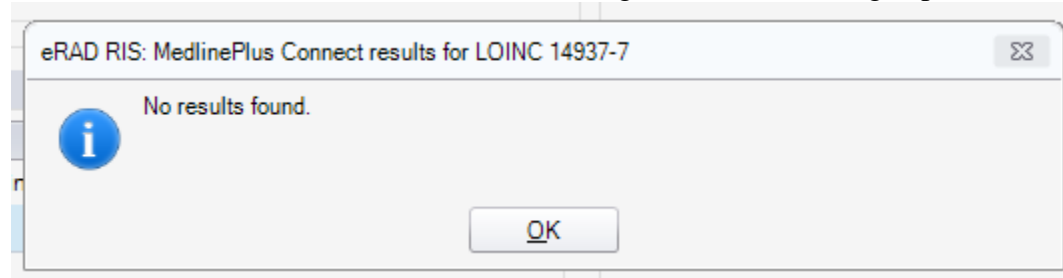 eRAD RIS: MedlinePlus Connect results for LOINC 14937-7
No results found.
OK